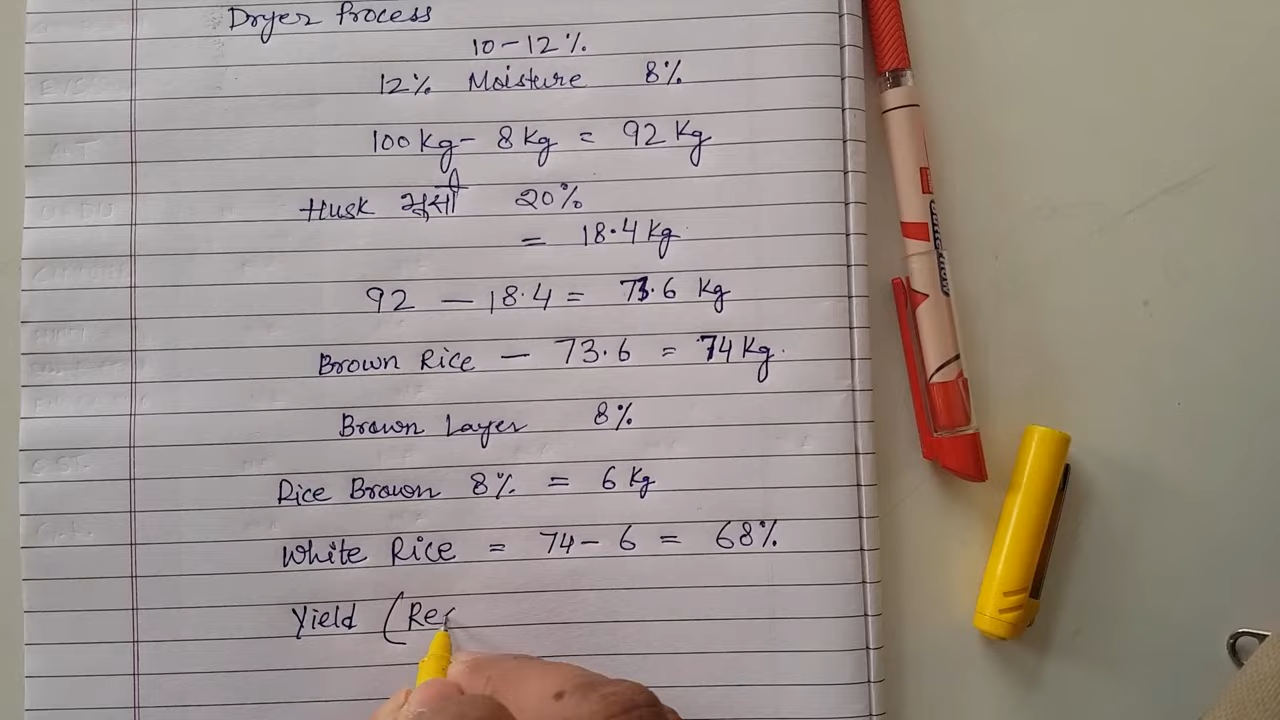 Dryer Process
10-12%
12% Moisture 8%
100 Kg - 8 Kg = 92 Kg
Husk भूसी 20%
= 18.4 Kg
92 - 18.4 = 73.6 Kg
Brown Rice - 73.6 = 74 Kg.
Brown Layer 8%
Rice Brown 8% = 6 Kg
White Rice = 74 - 6 = 68%
Yield (Rec